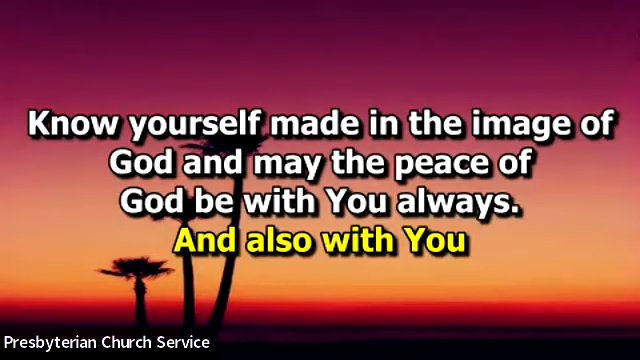 Know yourself made in the image of
God and may the peace of
God be with You always.
And also with You
Presbyterian Church Service